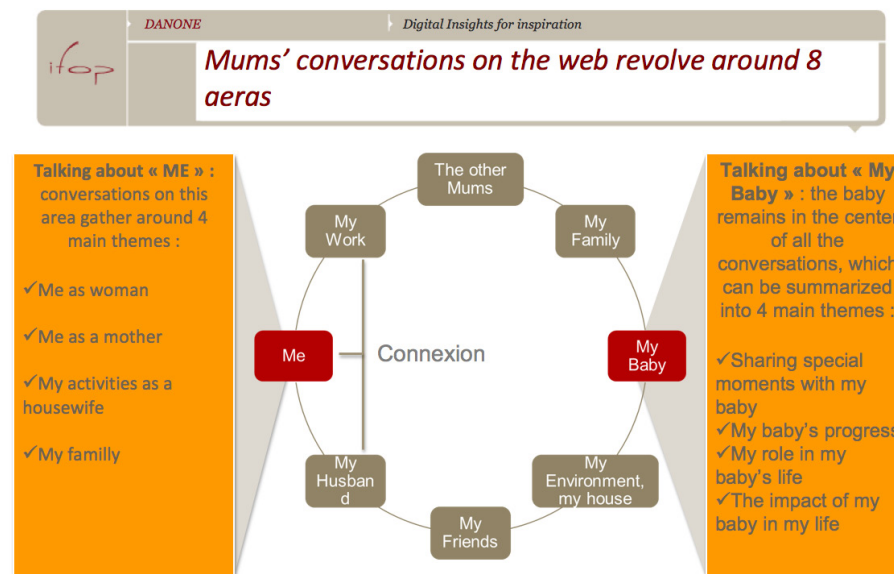 DANONE
Digital Insights for inspiration
ifop
Mums’ conversations on the web revolve around 8
aeras
Talking about « ME » :
conversations on this
area gather around 4
main themes :
✓Me as woman
✓Me as a mother
✓My activities as a
housewife
✓My familly
The other
Mums
My
Work
My
Family
Me
Connexion
My
Baby
My
Husban
d
My
Environment,
my house
My
Friends
Talking about « My
Baby » : the baby
remains in the center
of all the
conversations, which
can be summarized
into 4 main themes :
✓Sharing special
moments with my
baby
✓My baby’s progress
✓My role in my
baby’s life
✓The impact of my
baby in my life